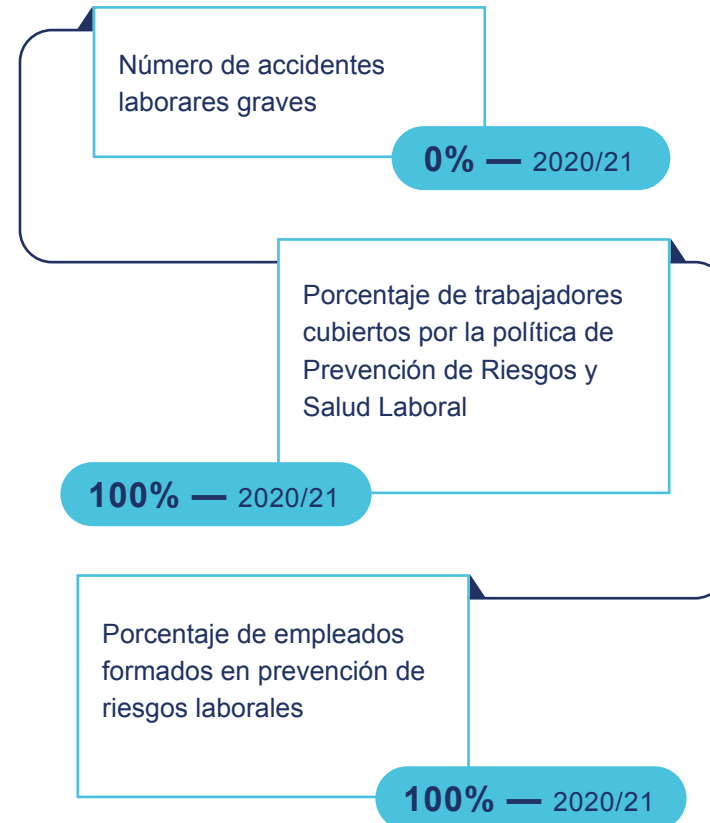 Número de accidentes
laborares graves
0% — 2020/21
Porcentaje de trabajadores
cubiertos por la política de
Prevención de Riesgos y
Salud Laboral
100% — 2020/21
Porcentaje de empleados
formados en prevención de
riesgos laborales
100% — 2020/21